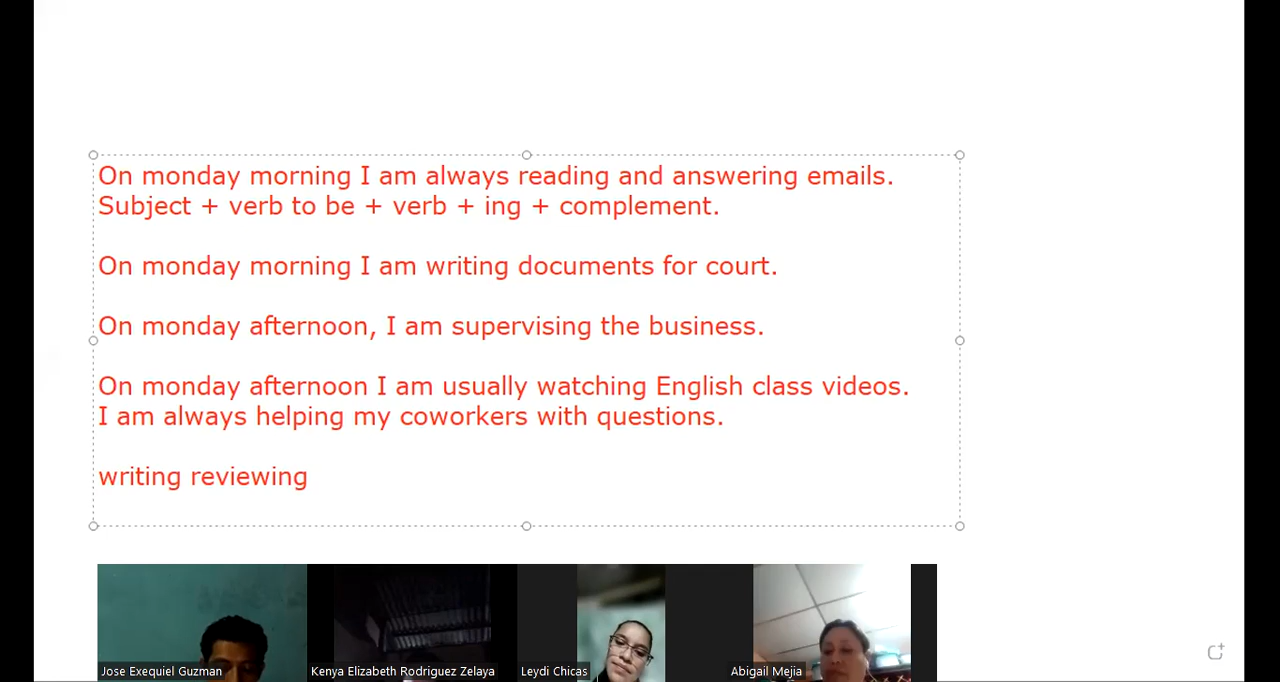 On monday morning I am always reading and answering emails.
Subject + verb to be + verb + ing + complement.
On monday morning I am writing documents for court.
On monday afternoon, I am supervising the business.
On monday afternoon I am usually watching English class videos.
I am always helping my coworkers with questions.
writing reviewing
Jose Exequiel Guzman
Kenya Elizabeth Rodriguez Zelaya
Leydi Chicas
Abigail Mejia